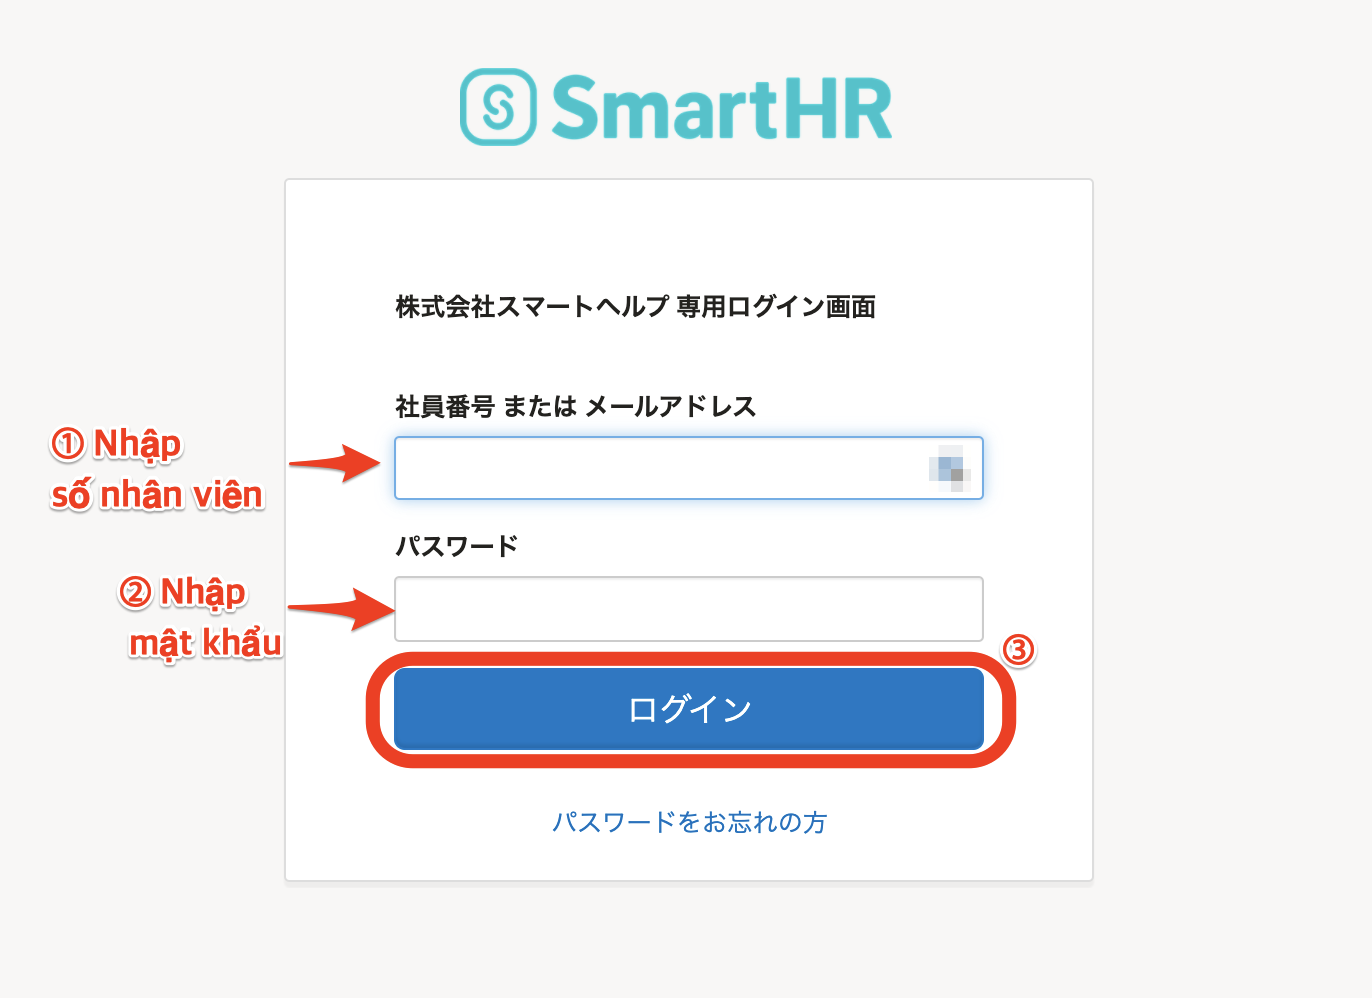 SmartHR
株式会社スマートヘルプ 専用ログイン画面
社員番号 または メールアドレス
① Nhập
số nhân viên
パスワード
② Nhập
mật khẩu
③
ログイン
パスワードをお忘れの方